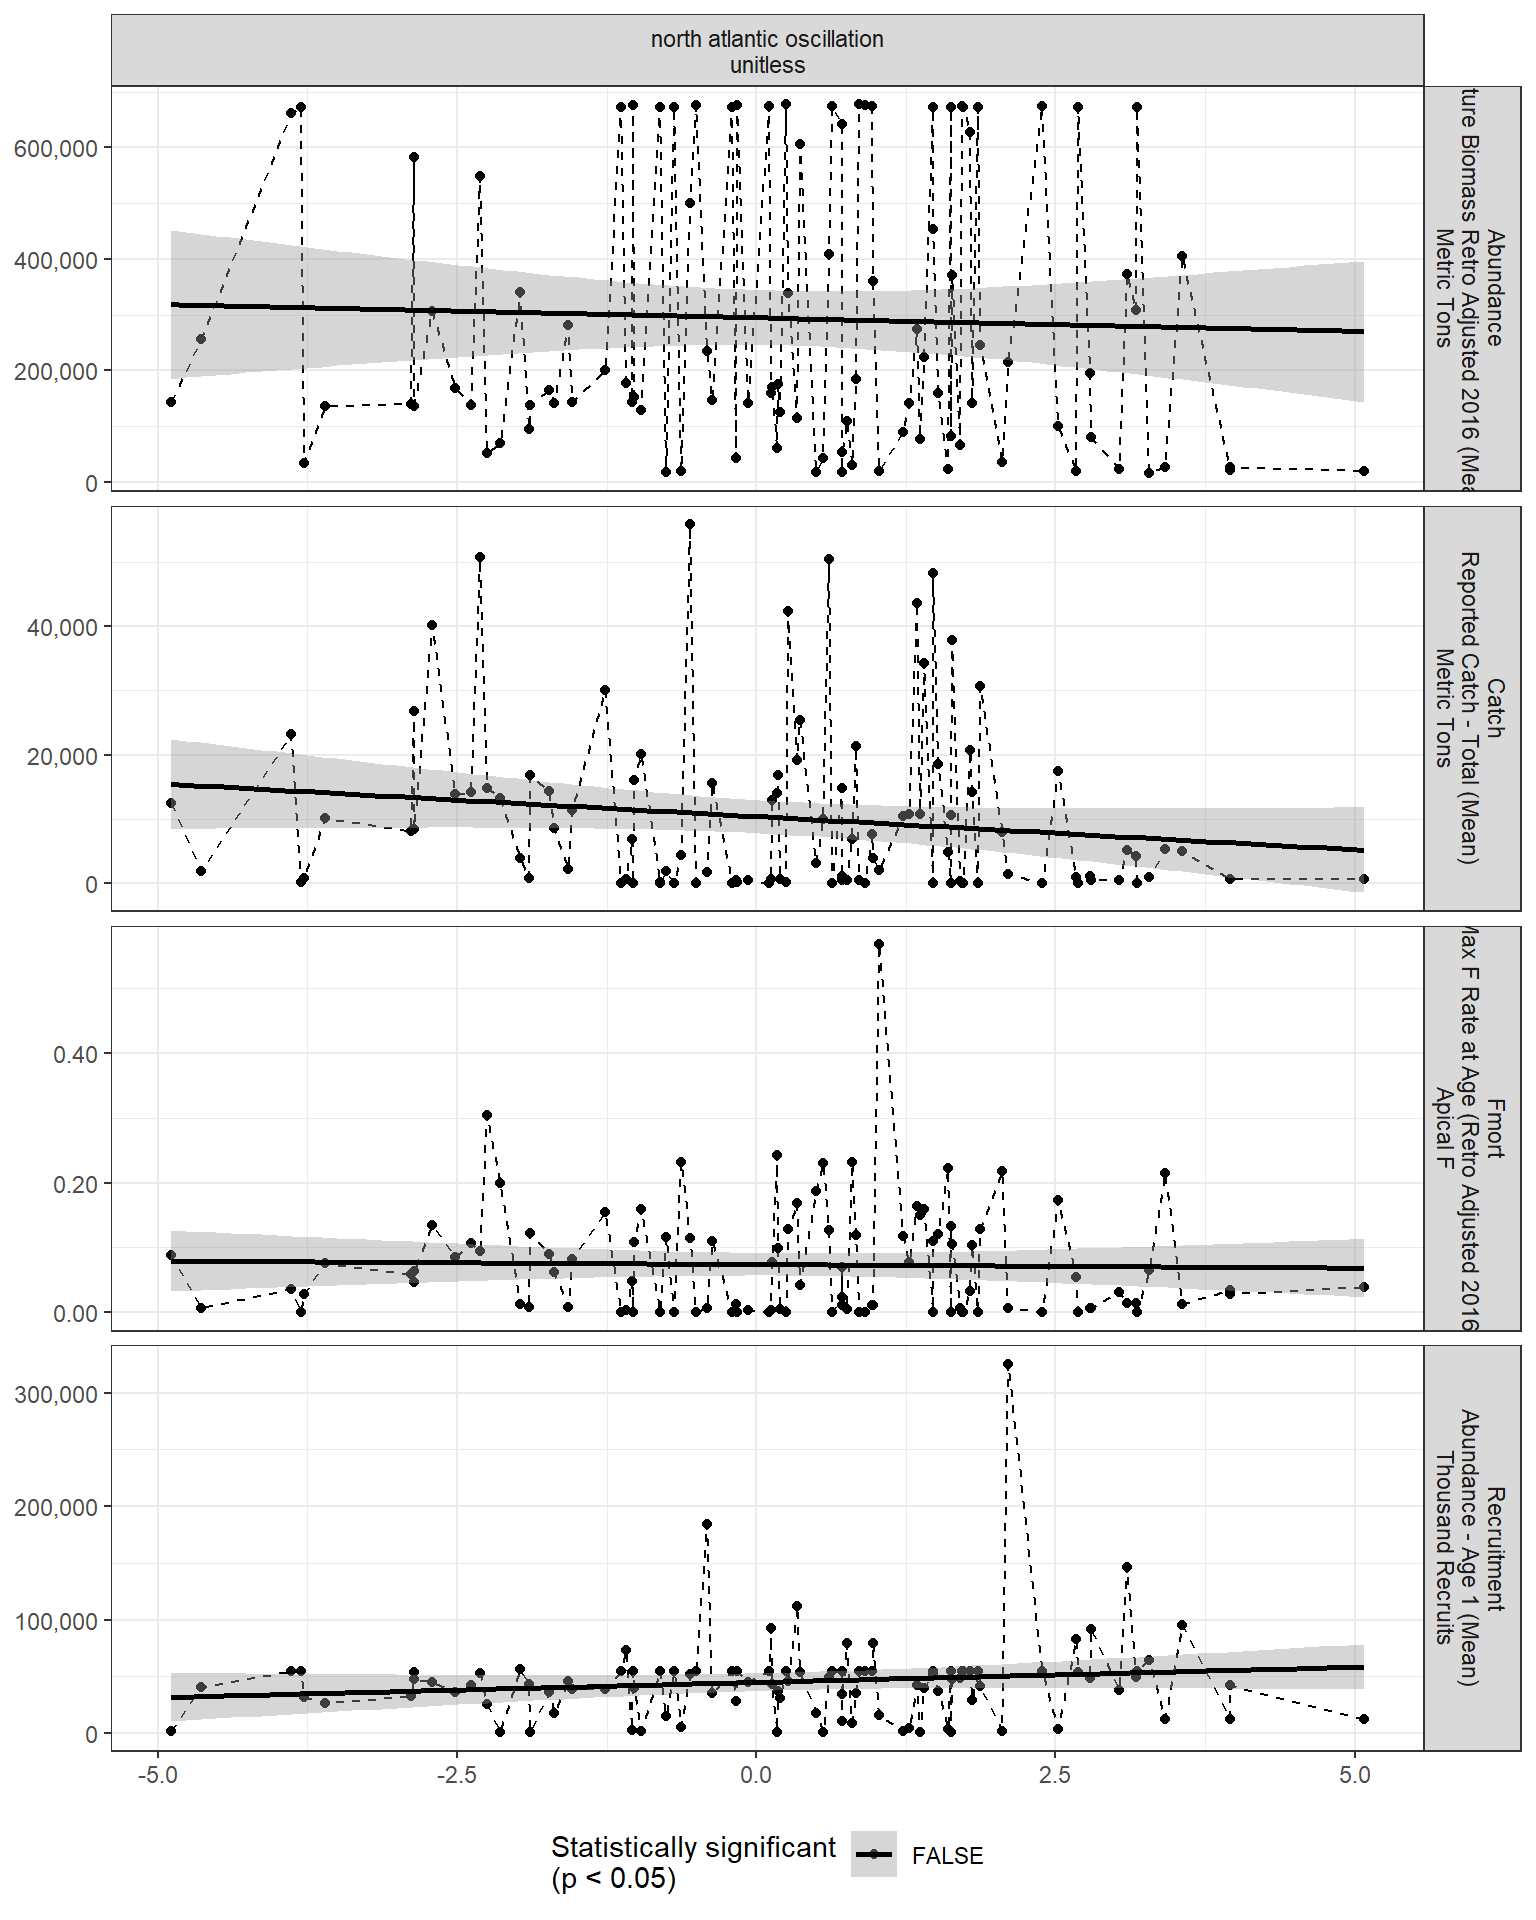 north atlantic oscillation
unitless
600,000
400,000
200,000
0
Abundance
Biomass Retro Adjusted 2016
Metric Tons
40,000
20,000
0
Catch
Reported Catch - Total (Mean)
Metric Tons
0.40
0.20
0.00
Fmort
Max F Rate at Age (Retro Adjusted 2016
Apical F
300,000
200,000
100,000
0
Recruitment
Abundance - Age 1 (Mean)
Thousand Recruits
-5.0
-2.5
0.0
2.5
5.0
Statistically significant
(p < 0.05)
FALSE